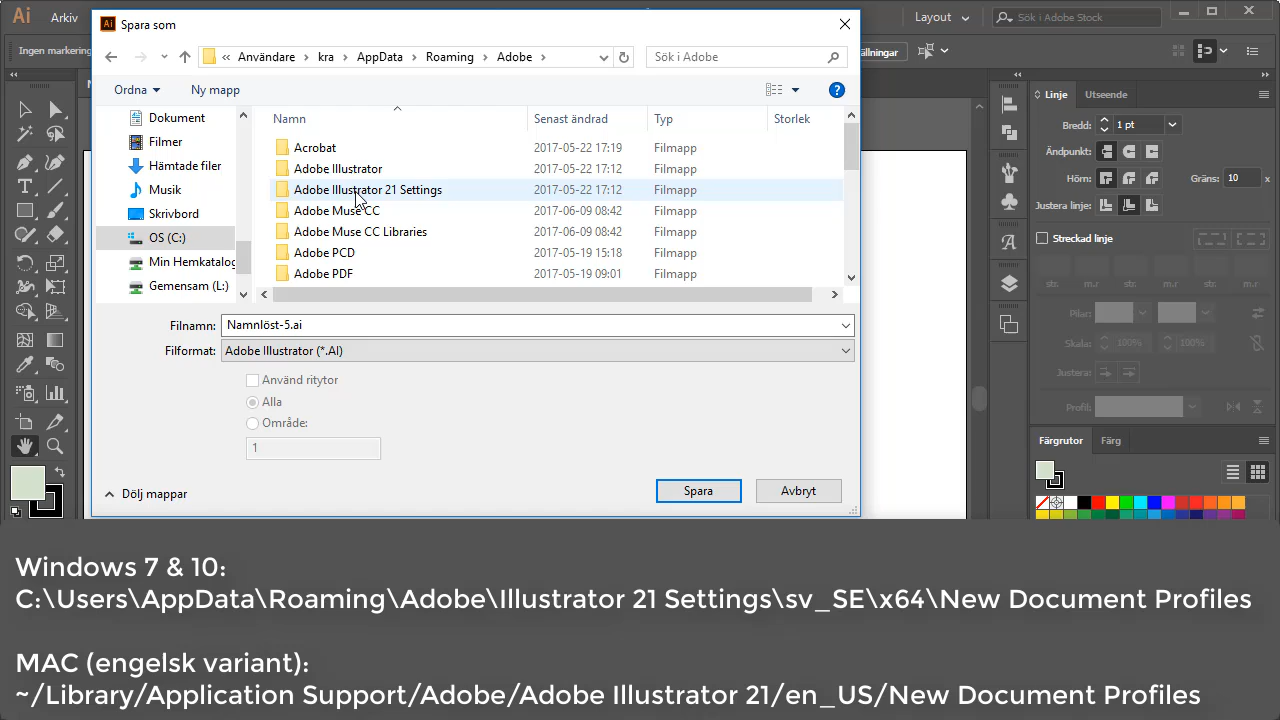 Ai Arkiv
Layout
Sök i Adobe Stock
Ingen markering
ällningar
Ai Spara som
« Användare > kra > AppData > Roaming > Adobe >
Sök i Adobe
Ordna
Ny mapp
Namn
Senast ändrad
Typ
Storlek
Dokument
Filmer
Hämtade filer
Musik
Skrivbord
OS (C:)
Min Hemkatalog
Gemensam (L:)
Acrobat 2017-05-22 17:19 Filmapp
Adobe Illustrator 2017-05-22 17:12 Filmapp
Adobe Illustrator 21 Settings 2017-05-22 17:12 Filmapp
Adobe Muse CC 2017-06-09 08:42 Filmapp
Adobe Muse CC Libraries 2017-06-09 08:42 Filmapp
Adobe PCD 2017-05-19 15:18 Filmapp
Adobe PDF 2017-05-19 09:01 Filmapp
Filnamn: Namnlöst-5.ai
Filformat: Adobe Illustrator (*.AI)
Använd ritytor
Alla
Område:
1
Dölj mappar
Spara
Avbryt
Linje
Utseende
Bredd: 1 pt
Ändpunkt:
Hörn:
Gräns: 10
Justera linje:
Streckad linje
Pilar:
Skala: 100% 100%
Justera:
Profil:
Färgrutor
Färg
Windows 7 & 10:
C:\Users\AppData\Roaming\Adobe\Illustrator 21 Settings\sv_SE\x64\New Document Profiles
MAC (engelsk variant):
~/Library/Application Support/Adobe/Adobe Illustrator 21/en_US/New Document Profiles